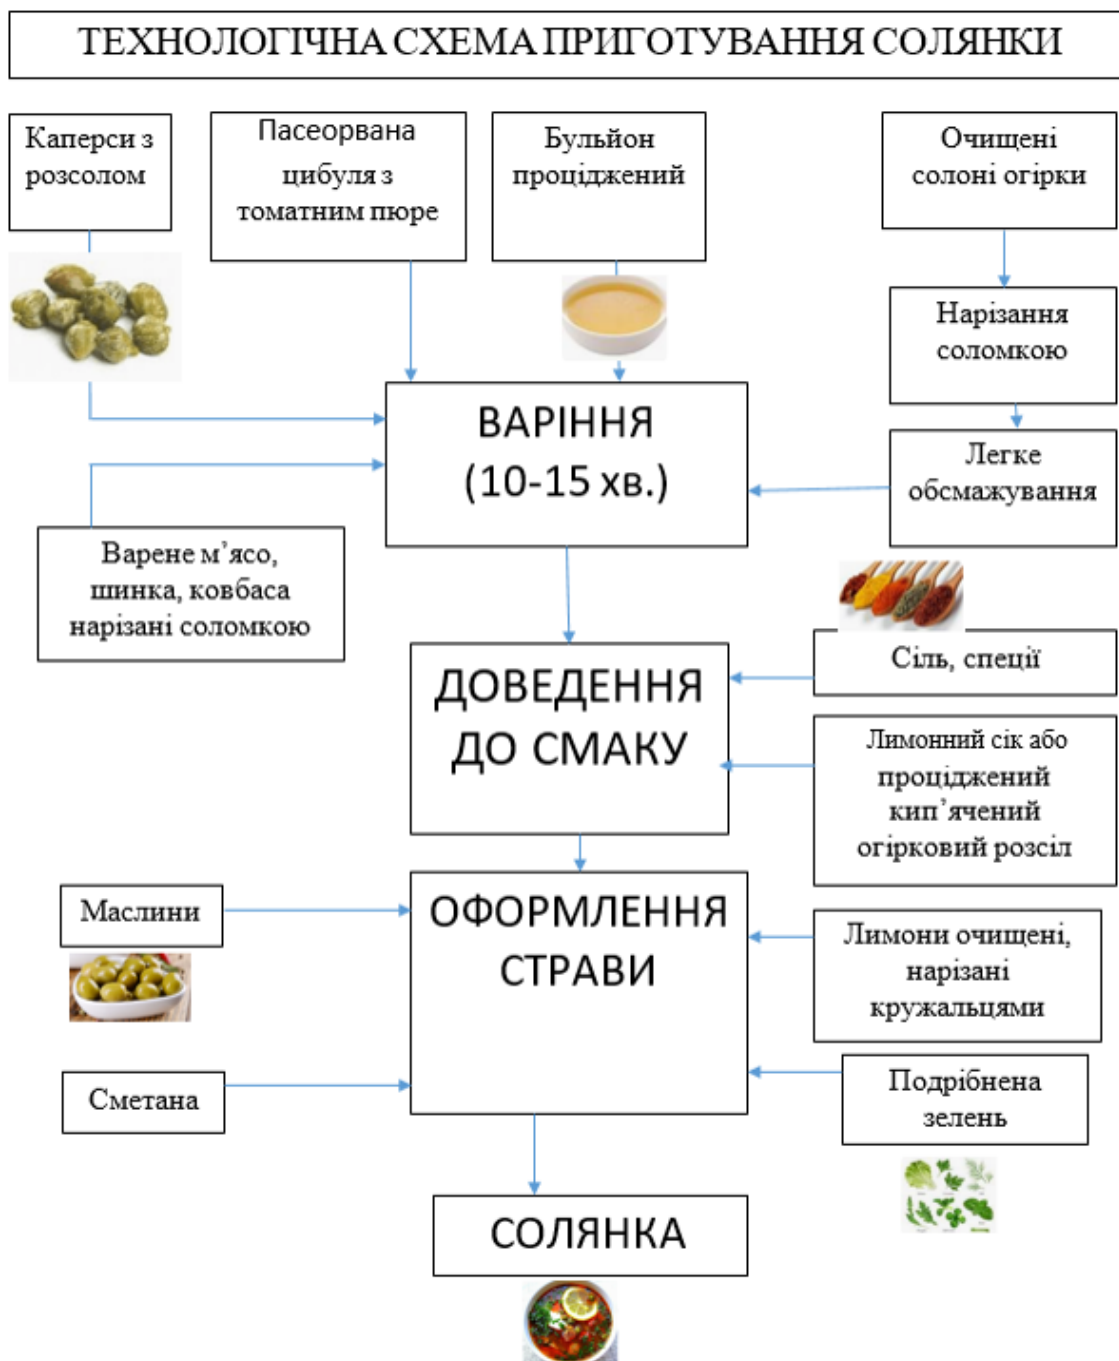 ТЕХНОЛОГІЧНА СХЕМА ПРИГОТУВАННЯ СОЛЯНКИ
Каперси з
розсолом
Пасеорвана
цибуля з
томатним пюре
Бульйон
проціджений
Очищені
солоні огірки
Нарізання
соломкою
ВАРІННЯ
(10-15 хв.)
Легке
обсмажування
Варене м’ясо,
шинка, ковбаса
нарізані соломкою
Сіль, спеції
ДОВЕДЕННЯ
ДО СМАКУ
Лимонний сік або
проціджений
кип’ячений
огірковий розсіл
Маслини
ОФОРМЛЕННЯ
СТРАВИ
Лимони очищені,
нарізані
кружальцями
Сметана
Подрібнена
зелень
СОЛЯНКА